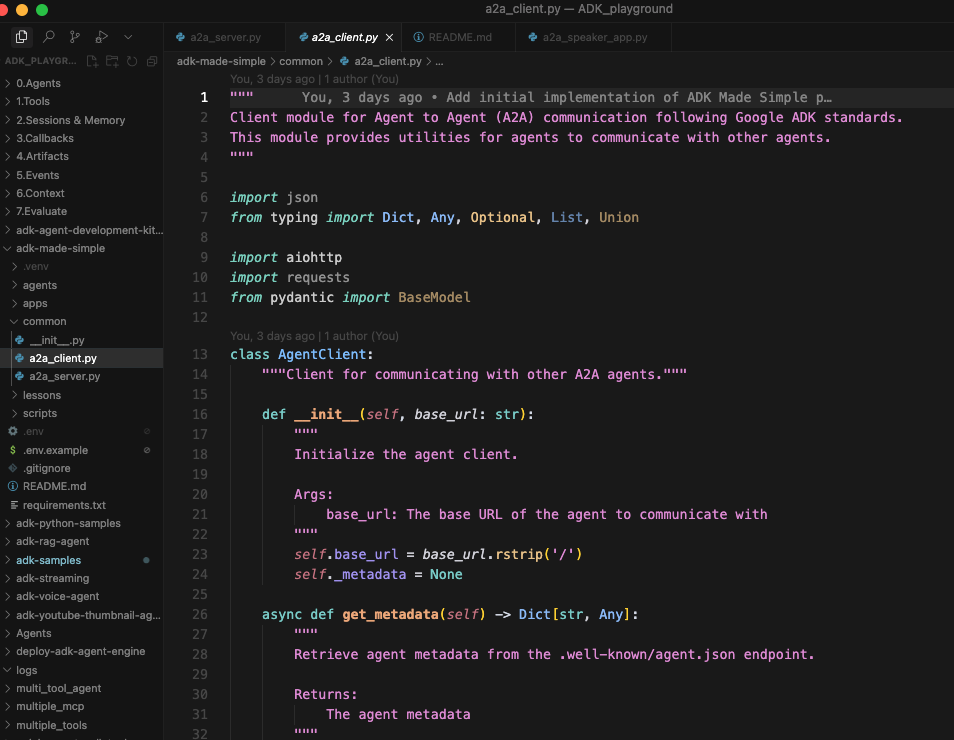 a2a_client.py — ADK_playground
a2a_server.py
a2a_client.py
README.md
a2a_speaker_app.py
ADK_PLAYGR...
adk-made-simple > common > a2a_client.py > ...
0.Agents
1.Tools
2.Sessions & Memory
3.Callbacks
4.Artifacts
5.Events
6.Context
7.Evaluate
adk-agent-development-kit...
adk-made-simple
.venv
agents
apps
common
__init__.py
a2a_client.py
a2a_server.py
lessons
scripts
.env
.env.example
.gitignore
README.md
requirements.txt
adk-python-samples
adk-rag-agent
adk-samples
adk-streaming
adk-voice-agent
adk-youtube-thumbnail-ag...
Agents
deploy-adk-agent-engine
logs
multi_tool_agent
multiple_mcp
multiple_tools
You, 3 days ago | 1 author (You)
1 """ You, 3 days ago • Add initial implementation of ADK Made Simple p…
2 Client module for Agent to Agent (A2A) communication following Google ADK standards.
3 This module provides utilities for agents to communicate with other agents.
4 """
5
6 import json
7 from typing import Dict, Any, Optional, List, Union
8
9 import aiohttp
10 import requests
11 from pydantic import BaseModel
12
You, 3 days ago | 1 author (You)
13 class AgentClient:
14 """Client for communicating with other A2A agents."""
15
16 def __init__(self, base_url: str):
17 """
18 Initialize the agent client.
19
20 Args:
21 base_url: The base URL of the agent to communicate with
22 """
23 self.base_url = base_url.rstrip('/')
24 self._metadata = None
25
26 async def get_metadata(self) -> Dict[str, Any]:
27 """
28 Retrieve agent metadata from the .well-known/agent.json endpoint.
29
30 Returns:
31 The agent metadata
32 """